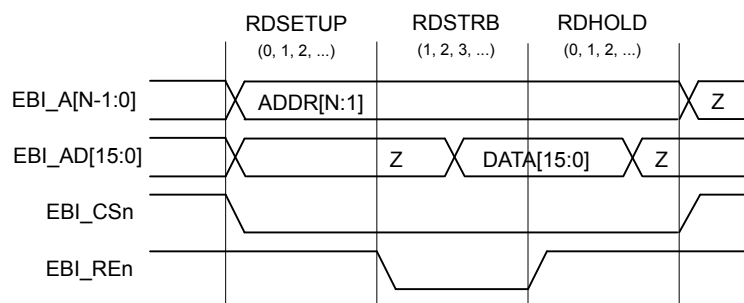 RDSETUP RDSTRB RDHOLD
(0, 1, 2, ...) (1, 2, 3, ...) (0, 1, 2, ...)
EBI_A[N-1:0] ADDR[N:1] Z
EBI_AD[15:0] Z DATA[15:0] Z
EBI_CSn
EBI_REn